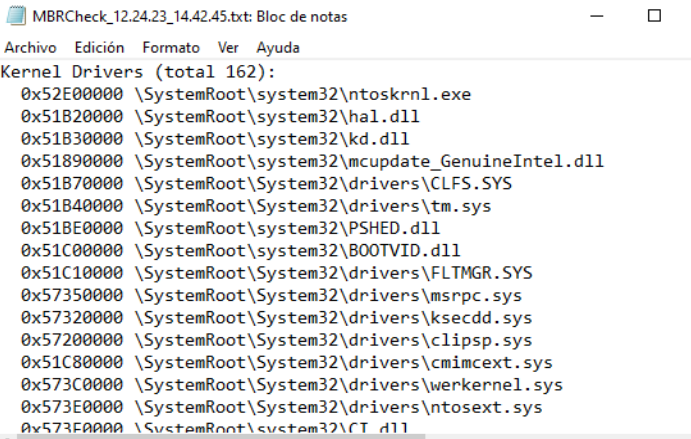 MBRCheck_12.24.23_14.42.45.txt: Bloc de notas
Archivo Edición Formato Ver Ayuda
Kernel Drivers (total 162):
0x52E00000 \SystemRoot\system32\ntoskrnl.exe
0x51B20000 \SystemRoot\system32\hal.dll
0x51B30000 \SystemRoot\system32\kd.dll
0x51890000 \SystemRoot\system32\mcupdate_GenuineIntel.dll
0x51B70000 \SystemRoot\System32\drivers\CLFS.SYS
0x51B40000 \SystemRoot\System32\drivers\tm.sys
0x51BE0000 \SystemRoot\system32\PSHED.dll
0x51C00000 \SystemRoot\system32\BOOTVID.dll
0x51C10000 \SystemRoot\System32\drivers\FLTMGR.SYS
0x57350000 \SystemRoot\System32\drivers\msrpc.sys
0x57320000 \SystemRoot\System32\drivers\ksecdd.sys
0x57200000 \SystemRoot\System32\drivers\clipsp.sys
0x51C80000 \SystemRoot\System32\drivers\cmimcext.sys
0x573C0000 \SystemRoot\System32\drivers\werkernel.sys
0x573E0000 \SystemRoot\System32\drivers\ntosext.sys
0x573F0000 \SystemRoot\system32\CI.dll